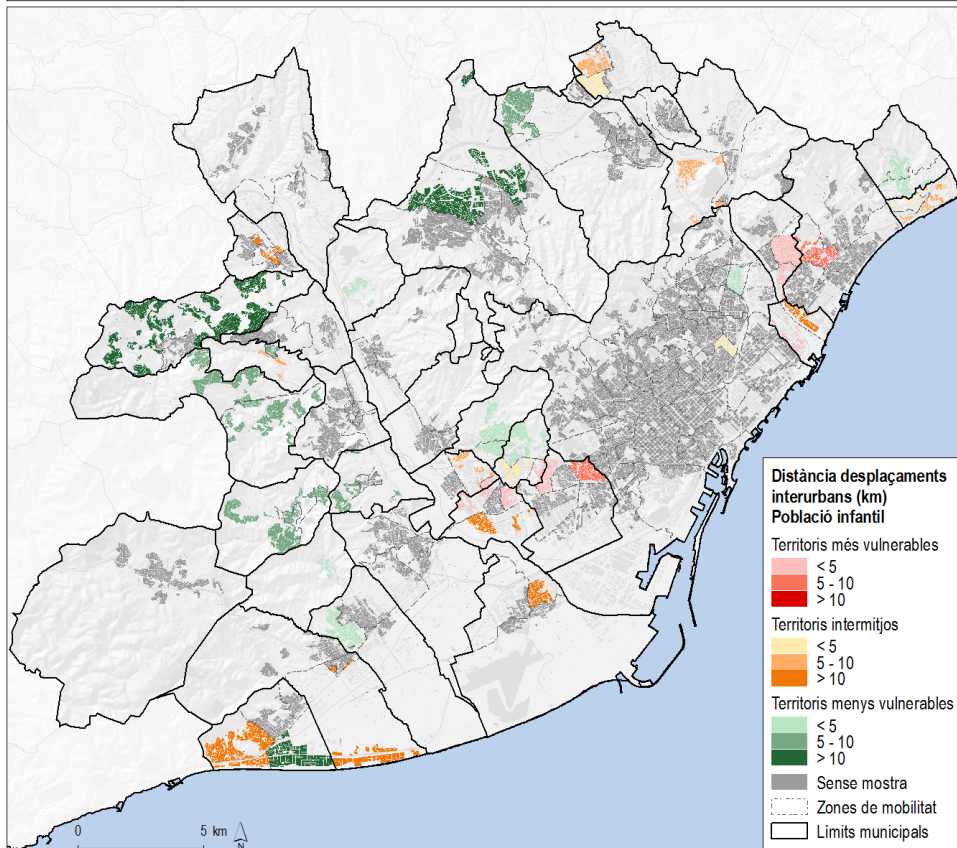 Distància desplaçaments
interurbans (km)
Població infantil
Territoris més vulnerables
< 5
5 - 10
> 10
Territoris intermitjos
< 5
5 - 10
> 10
Territoris menys vulnerables
< 5
5 - 10
> 10
Sense mostra
Zones de mobilitat
Límits municipals
0 5 km
N